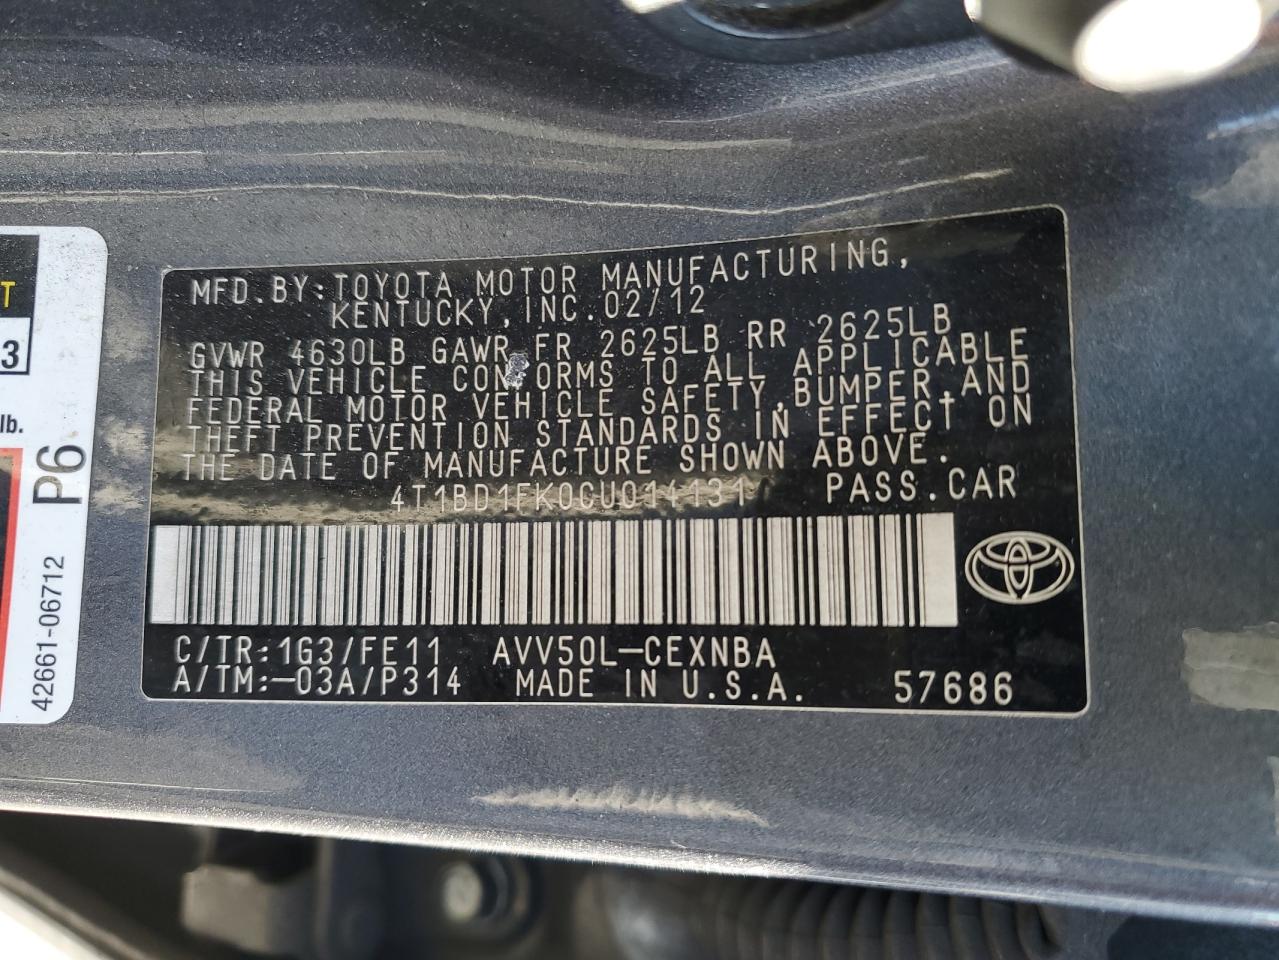 T
3
lb.
P6
42661-06712
MFD.BY:TOYOTA MOTOR MANUFACTURING,
KENTUCKY, INC. 02/12
GVWR 4630LB GAWR FR 2625LB RR 2625LB
THIS VEHICLE CONFORMS TO ALL APPLICABLE
FEDERAL MOTOR VEHICLE SAFETY,BUMPER,AND
THEFT PREVENTION STANDARDS IN EFFECT ON
THE DATE OF MANUFACTURE SHOWN ABOVE.
4T1BD1FK0CU014131 PASS.CAR
C/TR:1G3/FE11 AVV50L-CEXNBA
A/TM:-03A/P314 MADE IN U.S.A. 57686